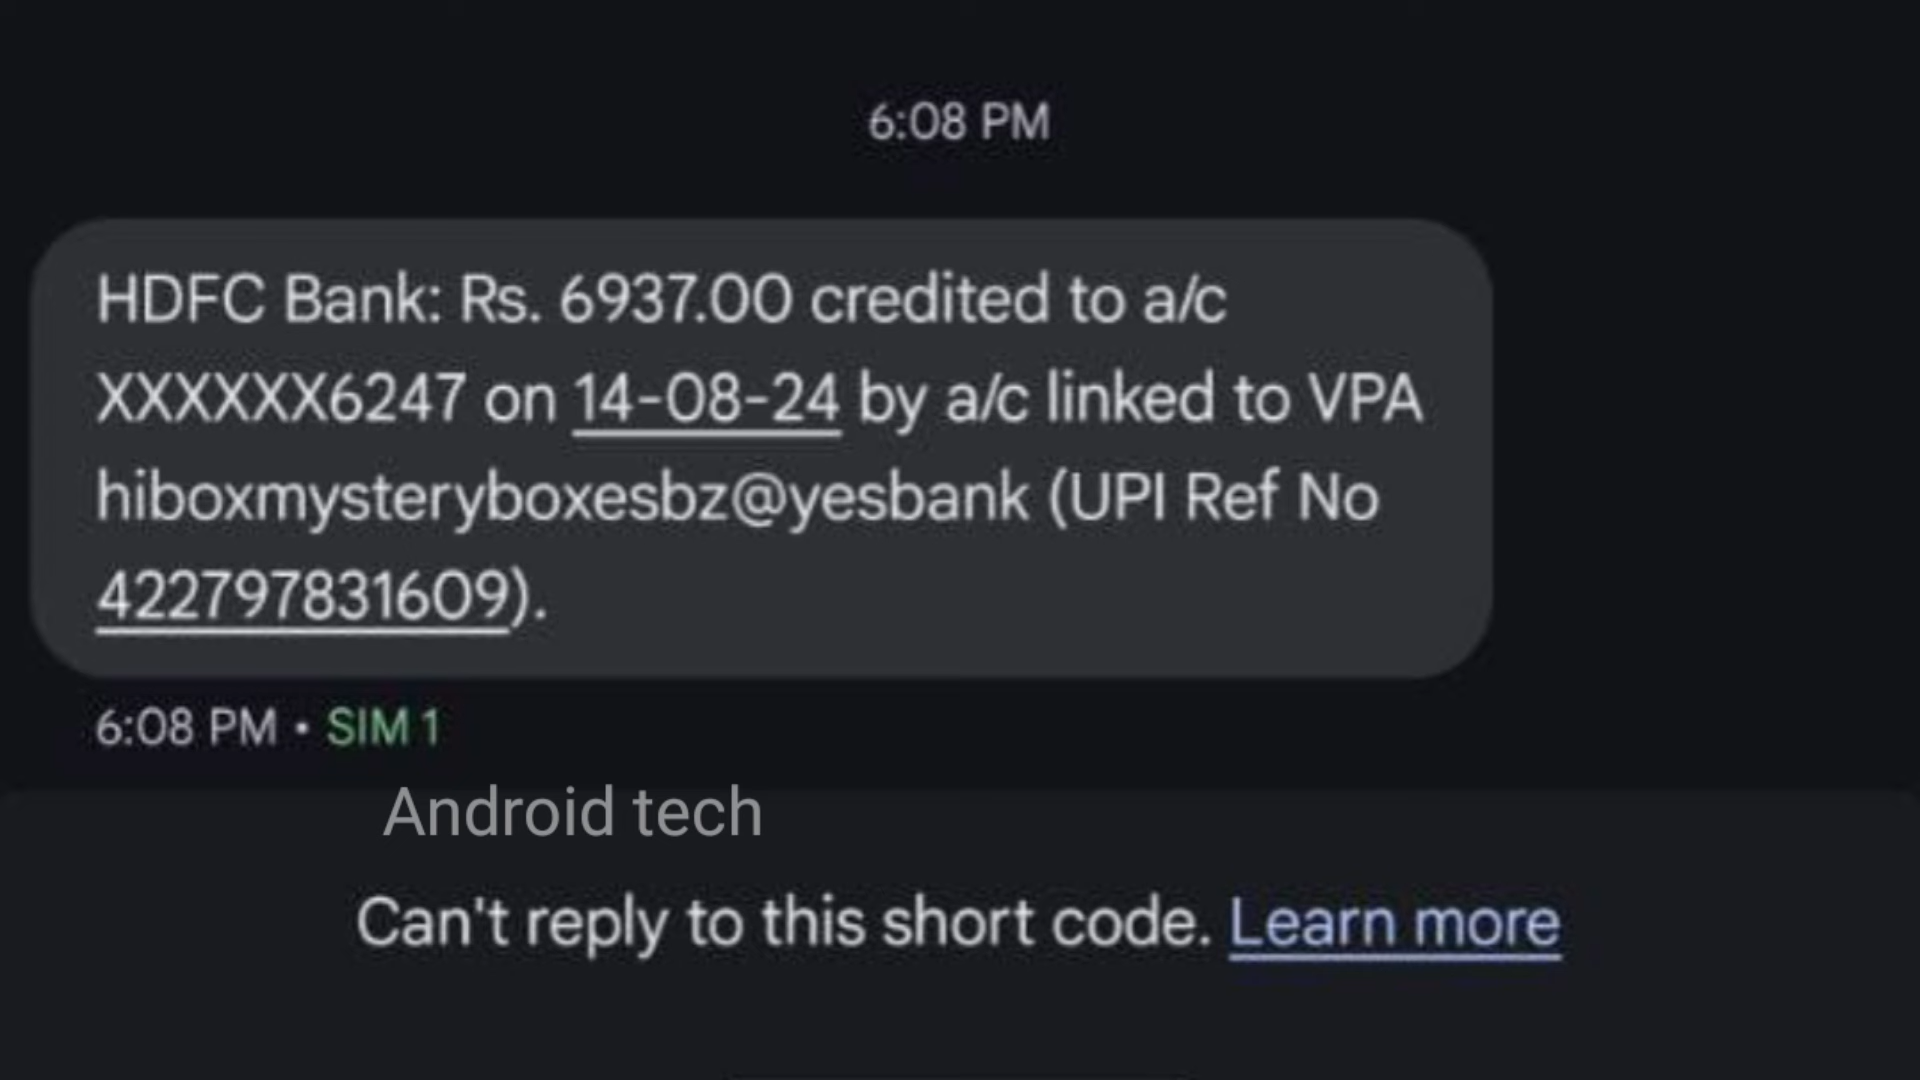 6:08 PM
HDFC Bank: Rs. 6937.00 credited to a/c
XXXXXX6247 on 14-08-24 by a/c linked to VPA
hiboxmysteryboxesbz@yesbank (UPI Ref No
422797831609).
6:08 PM • SIM 1
Android tech
Can't reply to this short code. Learn more